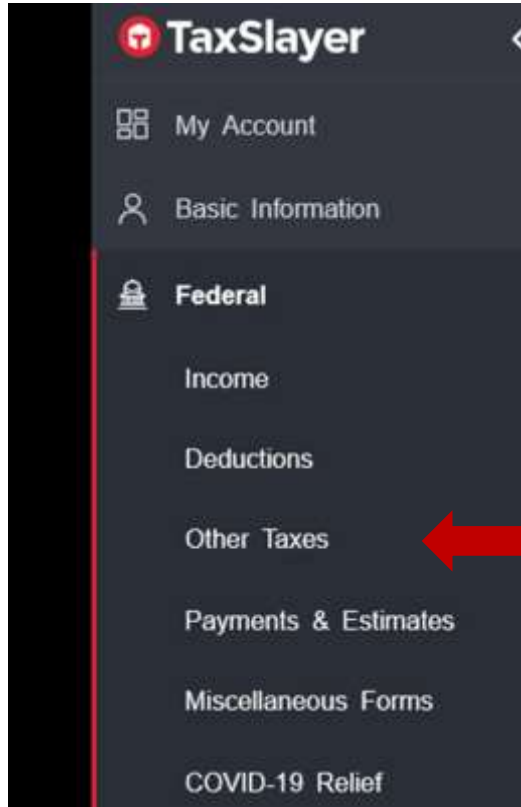 TaxSlayer
My Account
Basic Information
Federal
Income
Deductions
Other Taxes
Payments & Estimates
Miscellaneous Forms
COVID-19 Relief